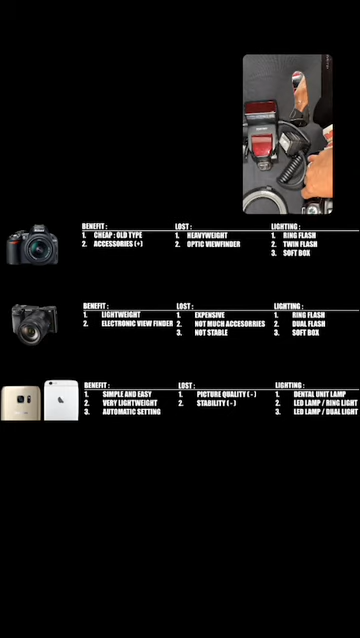 BENEFIT : LOST : LIGHTING :
1. CHEAP : OLD TYPE 1. HEAVYWEIGHT 1. RING FLASH
2. ACCESSORIES (+) 2. OPTIC VIEWFINDER 2. TWIN FLASH
3. SOFT BOX
BENEFIT : LOST : LIGHTING :
1. LIGHTWEIGHT 1. EXPENSIVE 1. RING FLASH
2. ELECTRONIC VIEW FINDER 2. NOT MUCH ACCESORRIES 2. DUAL FLASH
3. NOT STABLE 3. SOFT BOX
BENEFIT : LOST : LIGHTING :
1. SIMPLE AND EASY 1. PICTURE QUALITY ( - ) 1. DENTAL UNIT LAMP
2. VERY LIGHTWEIGHT 2. STABILITY ( - ) 2. LED LAMP / RING LIGHT
3. AUTOMATIC SETTING 3. LED LAMP / DUAL LIGHT